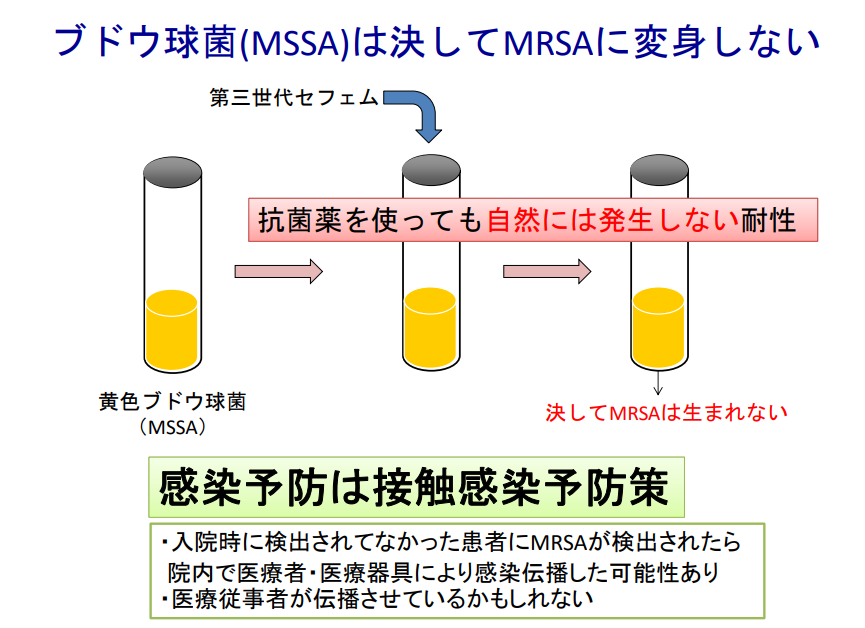 ブドウ球菌(MSSA)は決してMRSAに変身しない
第三世代セフェム
抗菌薬を使っても自然には発生しない耐性
黄色ブドウ球菌
（MSSA）
決してMRSAは生まれない
感染予防は接触感染予防策
・入院時に検出されてなかった患者にMRSAが検出されたら
院内で医療者・医療器具により感染伝播した可能性あり
・医療従事者が伝播させているかもしれない